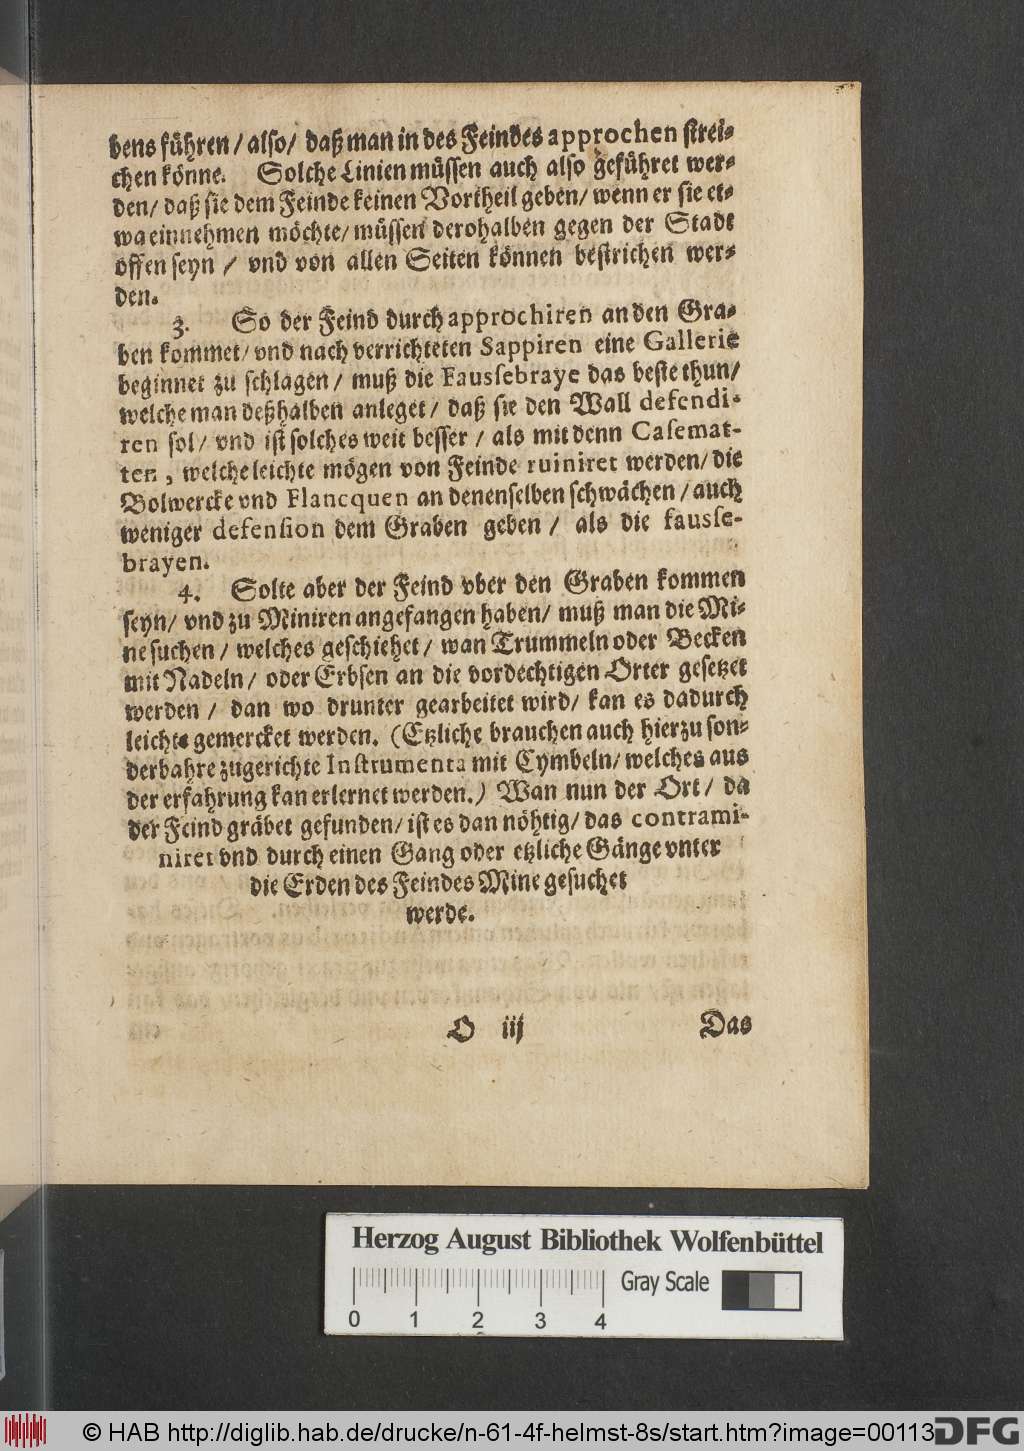 bens führen / also / daß man in des Feindes approchen strei-
chen könne. Solche Linien müssen auch also geführet wer-
den / daß sie dem Feinde keinen Vortheil geben / wenn er sie et-
wa einnehmen möchte / müssen derohalben gegen der Stadt
offen seyn / vnd von allen Seiten können bestrichen wer-
den.
3. So der Feind durch approchiren an den Gra-
ben kommet / vnd nach verrichteten Sappiren eine Gallerie
beginnet zu schlagen / muß die Faussebraye das beste thun /
welche man deßhalben anleget / daß sie den Wall defendi-
ren sol / vnd ist solches weit besser / als mit denn Casemat-
ten, welche leichte mögen von Feinde ruiniret werden / die
Bolwercke vnd Flancquen an denenselben schwächen / auch
weniger defension dem Graben geben / als die fausse-
brayen.
4. Solte aber der Feind vber den Graben kommen
seyn / vnd zu Miniren angefangen haben / muß man die Mi-
ne suchen / welches geschiehet / wan Trummeln oder Becken
mit Nadeln / oder Erbsen an die vordechtigen Orter gesetzet
werden / dan wo drunter gearbeitet wird / kan es dadurch
leichte gemercket werden. (Etzliche brauchen auch hierzu son-
derbahre zugerichte Instrumenta mit Cymbeln / welches aus
der erfahrung kan erlernet werden.) Wan nun der Ort / da
der Feind gräbet gefunden / ist es dan nöhtig / das contrami-
niret vnd durch einen Gang oder etzliche Gänge vnter
die Erden des Feindes Mine gesuchet
werde.
O iij Das
Herzog August Bibliothek Wolfenbüttel
Gray Scale
0 1 2 3 4
© HAB http://diglib.hab.de/drucke/n-61-4f-helmst-8s/start.htm?image=00113
DFG